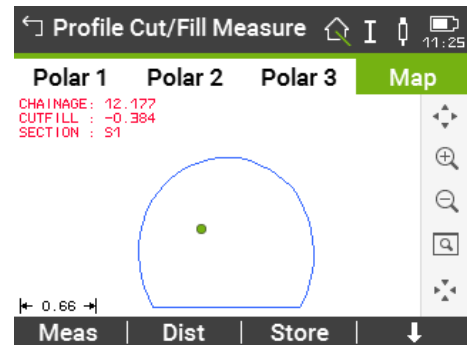 Profile Cut/Fill Measure
11:25
Polar 1 Polar 2 Polar 3 Map
CHAINAGE: 12.177
CUTFILL : -0.384
SECTION : S1
0.66
Meas Dist Store